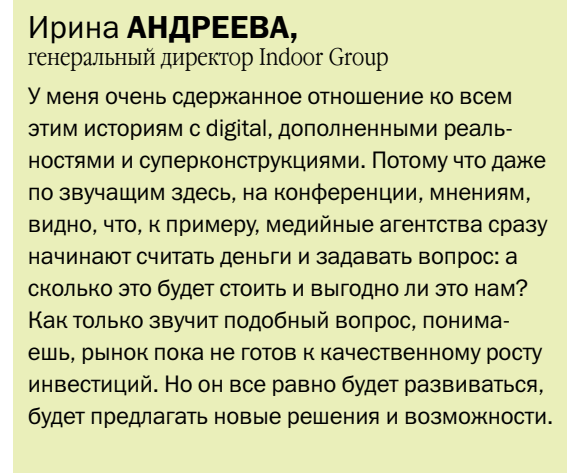 Ирина АНДРЕЕВА,
генеральный директор Indoor Group
У меня очень сдержанное отношение ко всем
этим историям с digital, дополненными реаль-
ностями и суперконструкциями. Потому что даже
по звучащим здесь, на конференции, мнениям,
видно, что, к примеру, медийные агентства сразу
начинают считать деньги и задавать вопрос: а
сколько это будет стоить и выгодно ли это нам?
Как только звучит подобный вопрос, понима-
ешь, рынок пока не готов к качественному росту
инвестиций. Но он все равно будет развиваться,
будет предлагать новые решения и возможности.